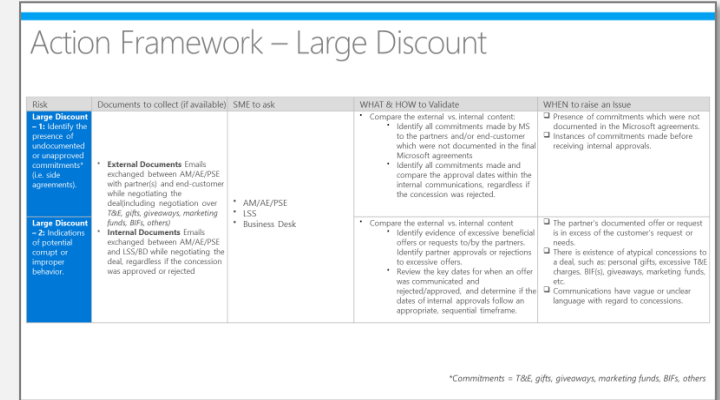 Action Framework – Large Discount
Risk
Documents to collect (if available)
SME to ask
WHAT & HOW to Validate
WHEN to raise an Issue
Large Discount
– 1: Identify the
presence of
undocumented
or unapproved
commitments*
(i.e. side
agreements).
• External Documents Emails
exchanged between AM/AE/PSE
with partner(s) and end-customer
while negotiating the
deal(including negotiation over
T&E, gifts, giveaways, marketing
funds, BIFs, others)
• Internal Documents Emails
exchanged between AM/AE/PSE
and LSS/BD while negotiating the
deal, regardless if the concession
was approved or rejected
• AM/AE/PSE
• LSS
• Business Desk
• Compare the external vs. internal content:
• Identify all commitments made by MS
to the partners and/or end-customer
which were not documented in the final
Microsoft agreements
• Identify all commitments made and
compare the approval dates within the
internal communications, regardless if
the concession was rejected.
❑ Presence of commitments which were not
documented in the Microsoft agreements.
❑ Instances of commitments made before
receiving internal approvals.
Large Discount
– 2: Indications
of potential
corrupt or
improper
behavior.
• Compare the external vs. internal content
• Identify evidence of excessive beneficial
offers or requests to/by the partners.
Identify partner approvals or rejections
to excessive offers.
• Review the key dates for when an offer
was communicated and
rejected/approved, and determine if the
dates of internal approvals follow an
appropriate, sequential timeframe.
❑ The partner's documented offer or request
is in excess of the customer's request or
needs.
❑ There is existence of atypical concessions to
a deal, such as: personal gifts, excessive T&E
charges, BIF(s), giveaways, marketing funds,
etc.
❑ Communications have vague or unclear
language with regard to concessions.
*Commitments = T&E, gifts, giveaways, marketing funds, BIFs, others